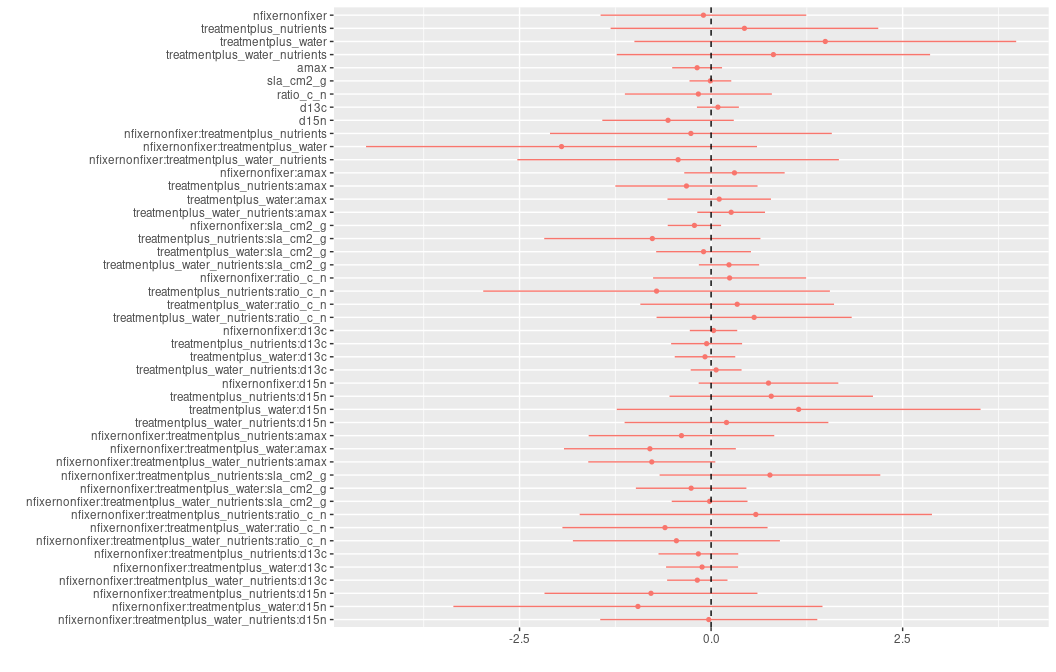 nfixernonfixer
treatmentplus_nutrients
treatmentplus_water
treatmentplus_water_nutrients
amax
sla_cm2_g
ratio_c_n
d13c
d15n
nfixernonfixer:treatmentplus_nutrients
nfixernonfixer:treatmentplus_water
nfixernonfixer:treatmentplus_water_nutrients
nfixernonfixer:amax
treatmentplus_nutrients:amax
treatmentplus_water:amax
treatmentplus_water_nutrients:amax
nfixernonfixer:sla_cm2_g
treatmentplus_nutrients:sla_cm2_g
treatmentplus_water:sla_cm2_g
treatmentplus_water_nutrients:sla_cm2_g
nfixernonfixer:ratio_c_n
treatmentplus_nutrients:ratio_c_n
treatmentplus_water:ratio_c_n
treatmentplus_water_nutrients:ratio_c_n
nfixernonfixer:d13c
treatmentplus_nutrients:d13c
treatmentplus_water:d13c
treatmentplus_water_nutrients:d13c
nfixernonfixer:d15n
treatmentplus_nutrients:d15n
treatmentplus_water:d15n
treatmentplus_water_nutrients:d15n
nfixernonfixer:treatmentplus_nutrients:amax
nfixernonfixer:treatmentplus_water:amax
nfixernonfixer:treatmentplus_water_nutrients:amax
nfixernonfixer:treatmentplus_nutrients:sla_cm2_g
nfixernonfixer:treatmentplus_water:sla_cm2_g
nfixernonfixer:treatmentplus_water_nutrients:sla_cm2_g
nfixernonfixer:treatmentplus_nutrients:ratio_c_n
nfixernonfixer:treatmentplus_water:ratio_c_n
nfixernonfixer:treatmentplus_water_nutrients:ratio_c_n
nfixernonfixer:treatmentplus_nutrients:d13c
nfixernonfixer:treatmentplus_water:d13c
nfixernonfixer:treatmentplus_water_nutrients:d13c
nfixernonfixer:treatmentplus_nutrients:d15n
nfixernonfixer:treatmentplus_water:d15n
nfixernonfixer:treatmentplus_water_nutrients:d15n
-2.5 0.0 2.5